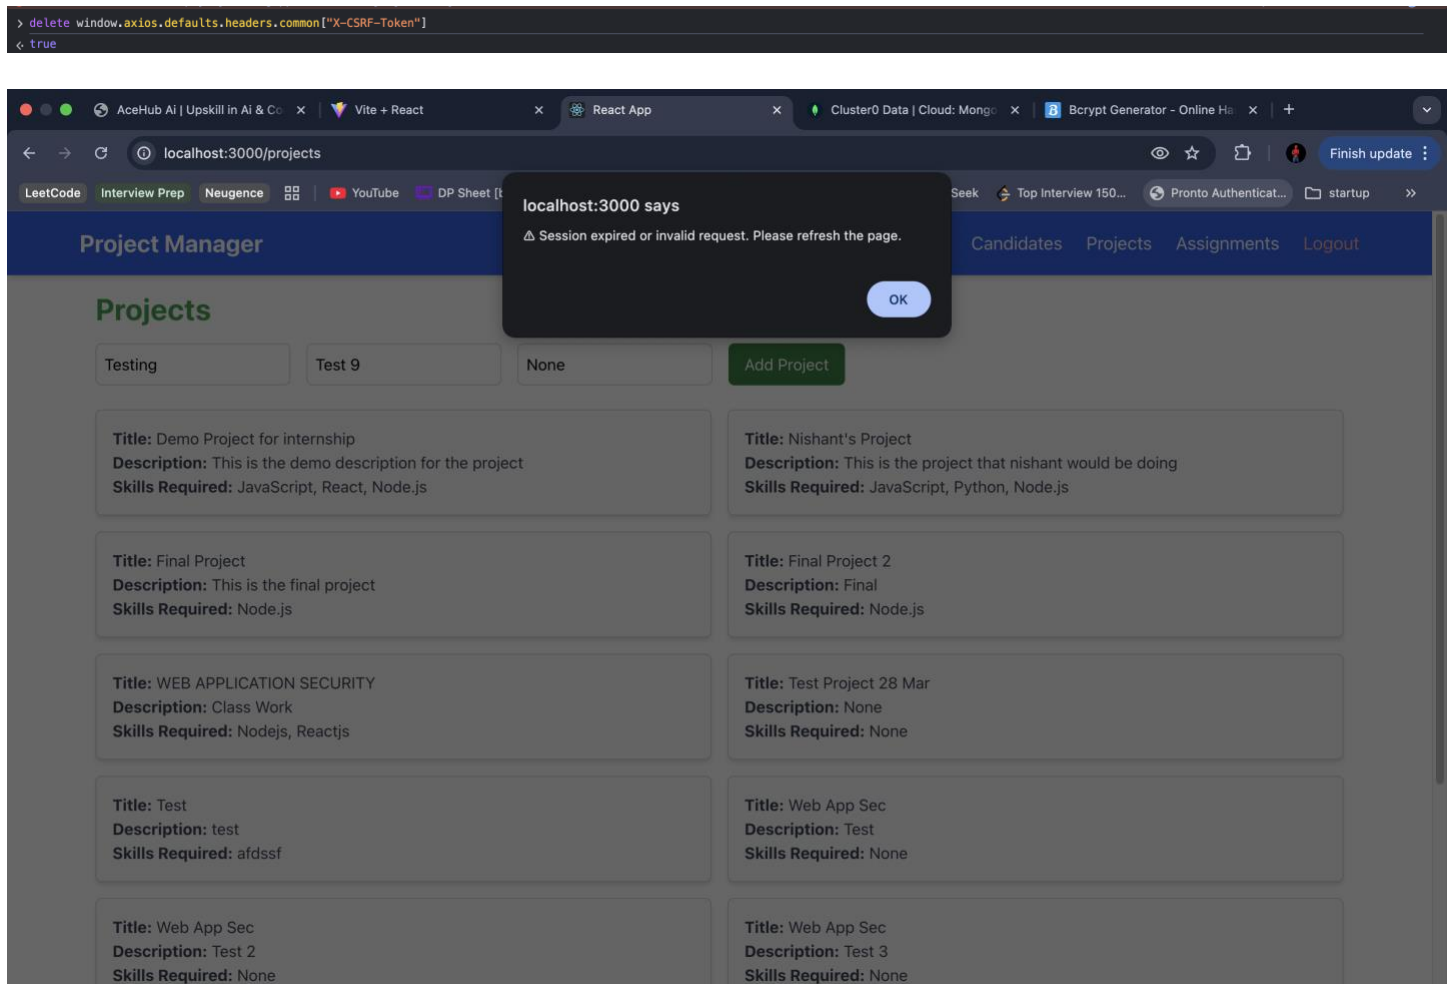 > delete window.axios.defaults.headers.common["X-CSRF-Token"]
true
AceHub Ai | Upskill in Ai & Co
Vite + React
React App
Cluster0 Data | Cloud: Mongo
Bcrypt Generator - Online Ha
localhost:3000/projects
Finish update
LeetCode
Interview Prep
Neugence
YouTube
DP Sheet [b
Seek
Top Interview 150...
Pronto Authenticat...
startup
»
localhost:3000 says
⚠ Session expired or invalid request. Please refresh the page.
OK
Project Manager
Candidates
Projects
Assignments
Logout
Projects
Testing
Test 9
None
Add Project
Title: Demo Project for internship
Description: This is the demo description for the project
Skills Required: JavaScript, React, Node.js
Title: Nishant's Project
Description: This is the project that nishant would be doing
Skills Required: JavaScript, Python, Node.js
Title: Final Project
Description: This is the final project
Skills Required: Node.js
Title: Final Project 2
Description: Final
Skills Required: Node.js
Title: WEB APPLICATION SECURITY
Description: Class Work
Skills Required: Nodejs, Reactjs
Title: Test Project 28 Mar
Description: None
Skills Required: None
Title: Test
Description: test
Skills Required: afdssf
Title: Web App Sec
Description: Test
Skills Required: None
Title: Web App Sec
Description: Test 2
Skills Required: None
Title: Web App Sec
Description: Test 3
Skills Required: None